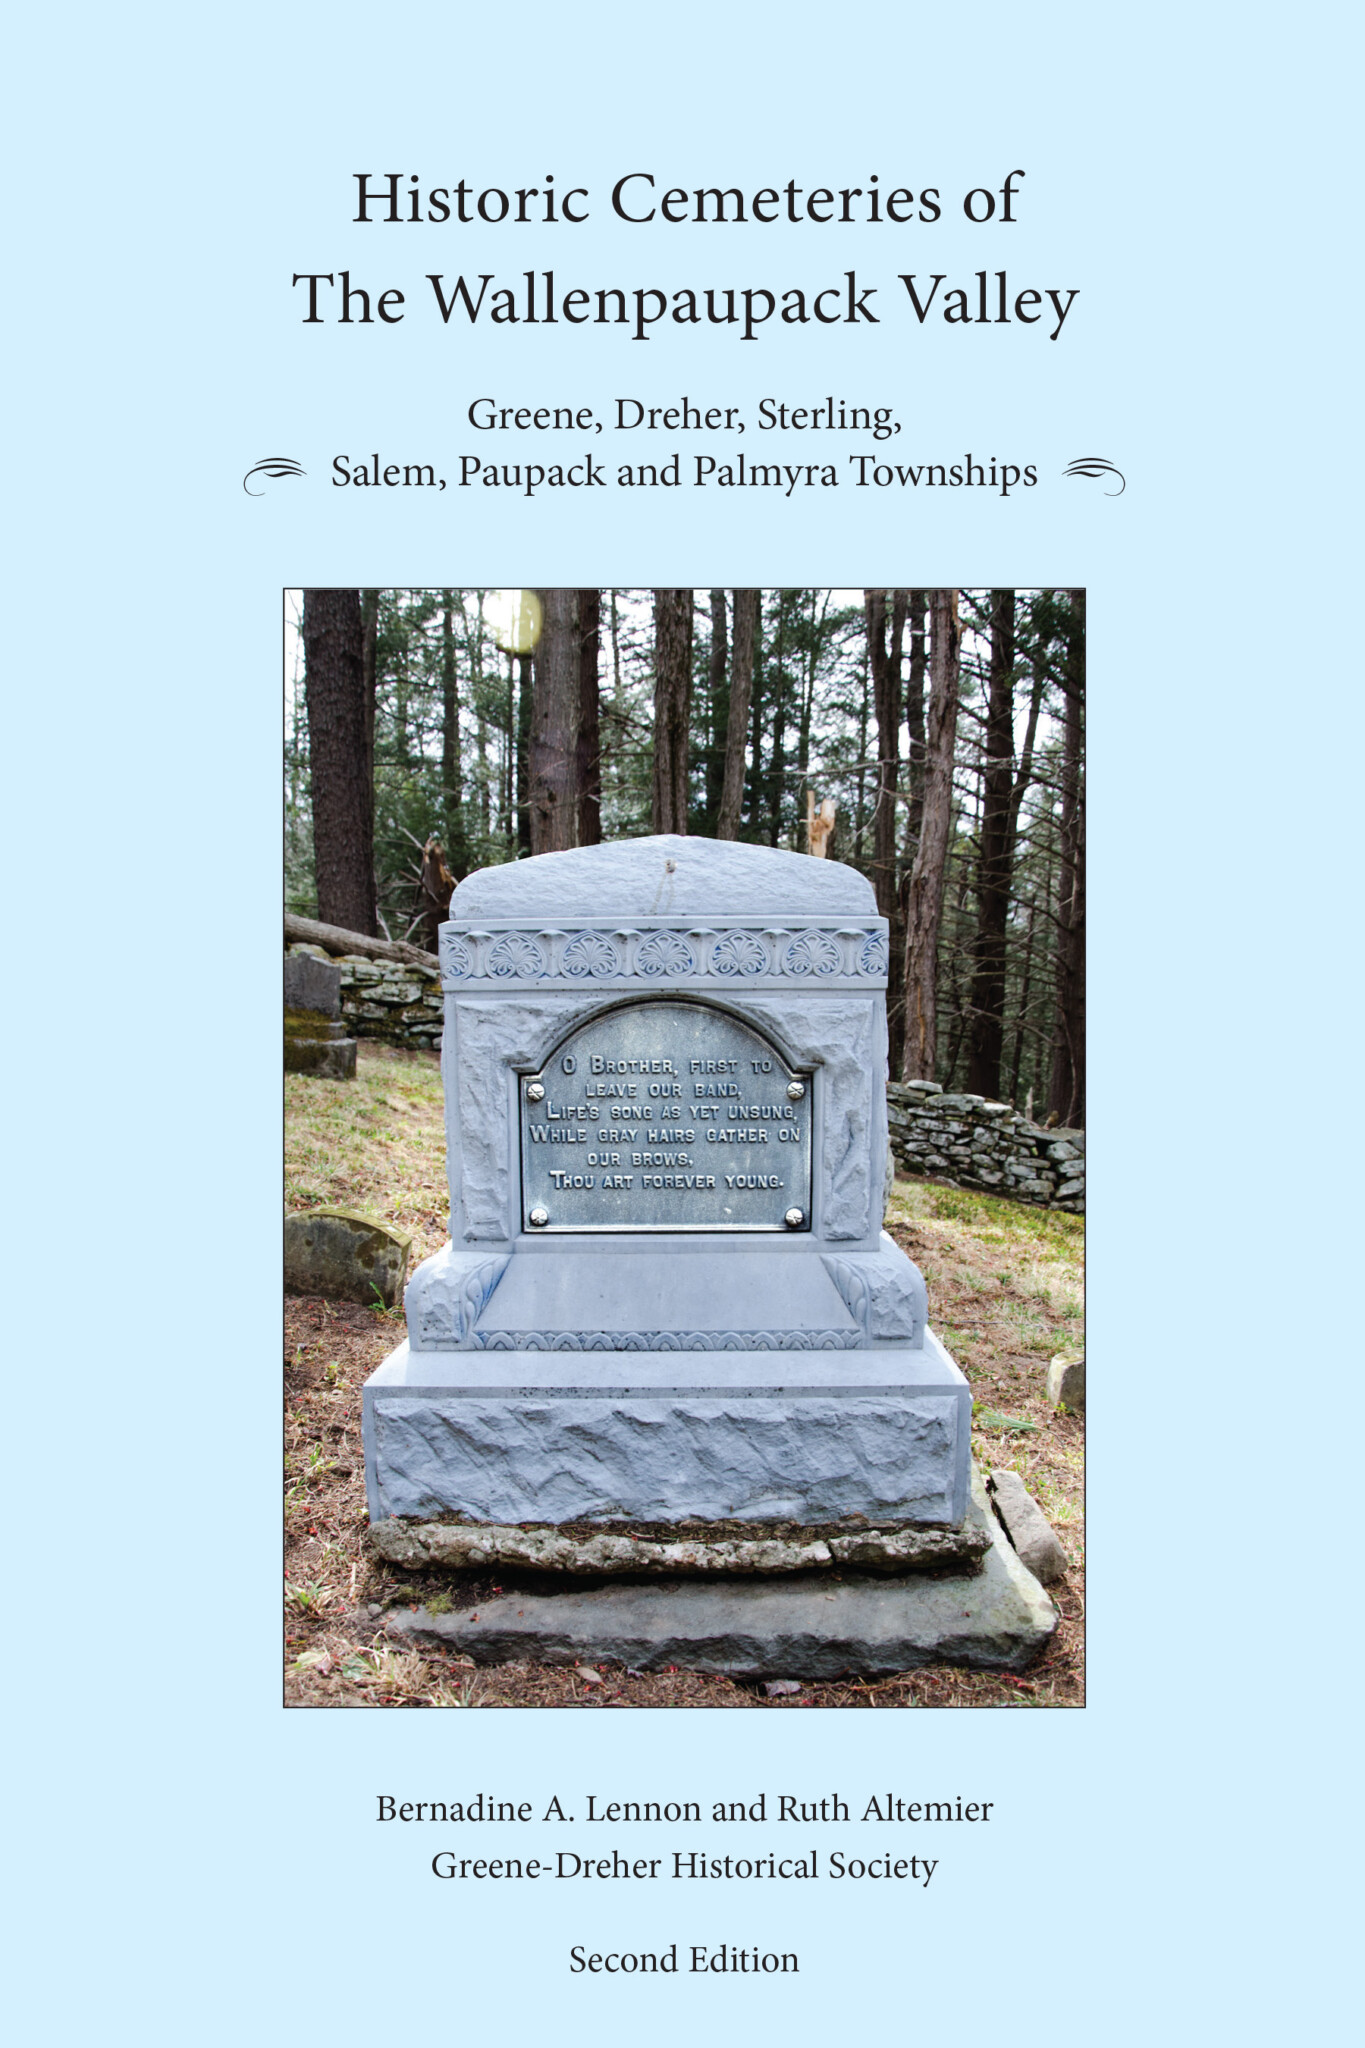 Historic Cemeteries of
The Wallenpaupack Valley
Greene, Dreher, Sterling,
Salem, Paupack and Palmyra Townships
O BROTHER, FIRST TO
LEAVE OUR BAND,
LIFE'S SONG AS YET UNSUNG,
WHILE GRAY HAIRS GATHER ON
OUR BROWS,
THOU ART FOREVER YOUNG.
Bernadine A. Lennon and Ruth Altemier
Greene-Dreher Historical Society
Second Edition